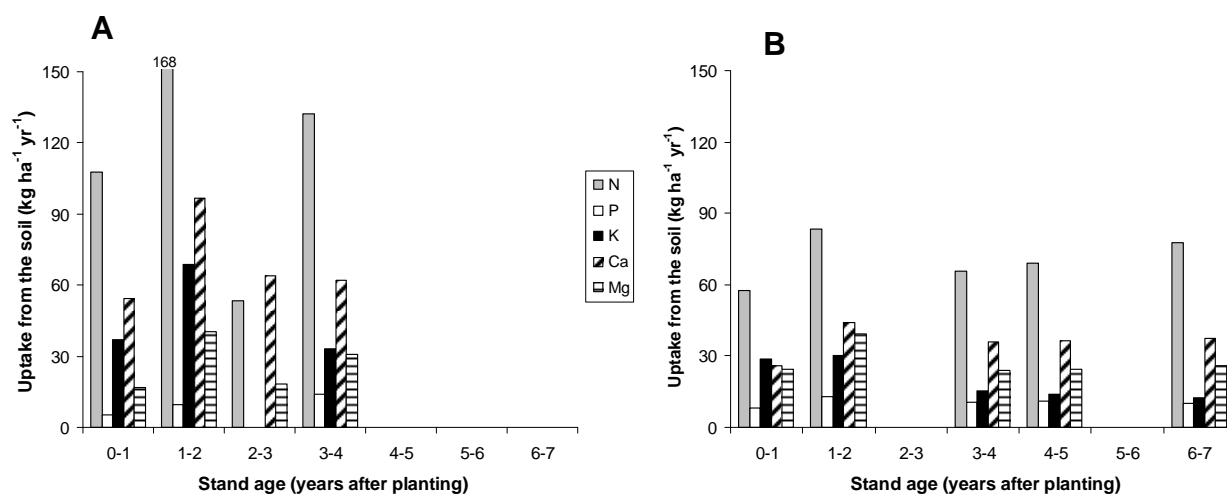 A
168
150
120
90
60
30
0
Uptake from the soil (kg ha⁻¹ yr⁻¹)
0-1 1-2 2-3 3-4 4-5 5-6 6-7
Stand age (years after planting)
N
P
K
Ca
Mg
B
150
120
90
60
30
0
Uptake from the soil (kg ha⁻¹ yr⁻¹)
0-1 1-2 2-3 3-4 4-5 5-6 6-7
Stand age (years after planting)